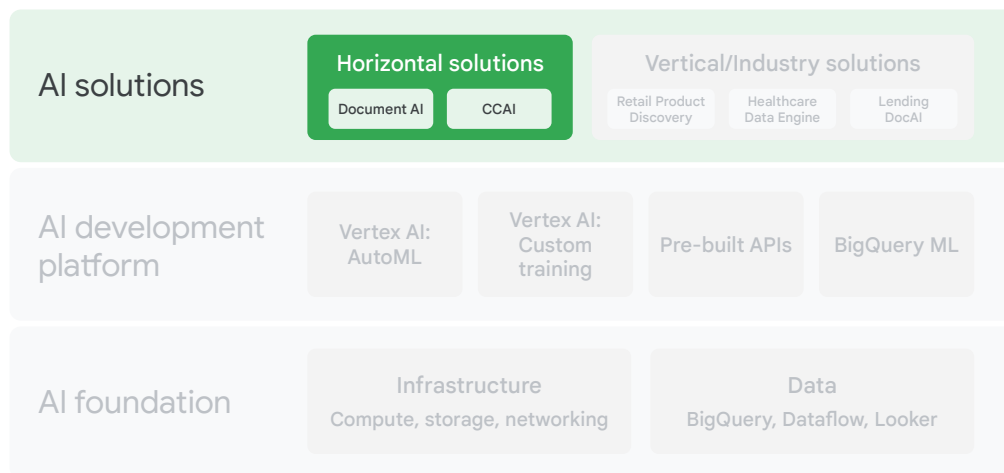 AI solutions
Horizontal solutions
Document AI
CCAI
Vertical/Industry solutions
Retail Product
Discovery
Healthcare
Data Engine
Lending
DocAI
AI development
platform
Vertex AI:
AutoML
Vertex AI:
Custom
training
Pre-built APIs
BigQuery ML
AI foundation
Infrastructure
Compute, storage, networking
Data
BigQuery, Dataflow, Looker